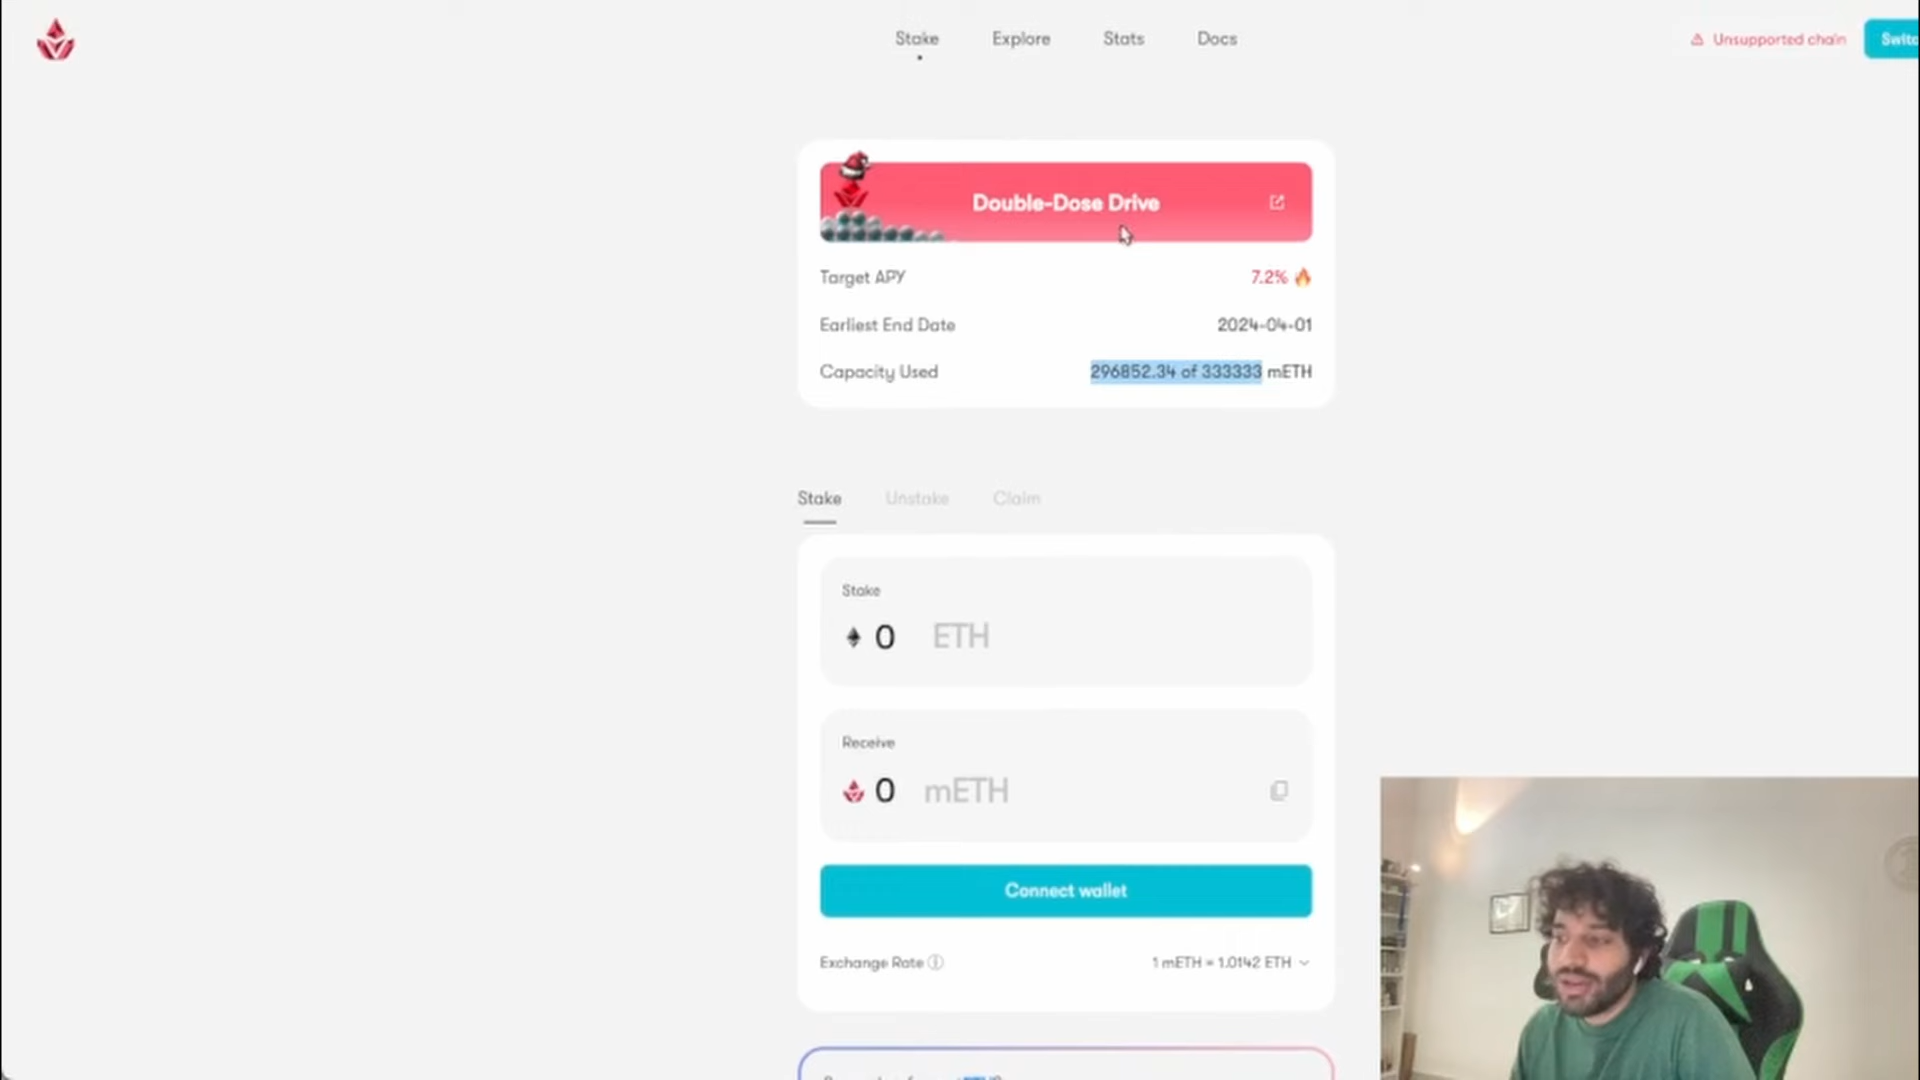 Stake Explore Stats Docs
Unsupported chain
Double-Dose Drive
Target APY 7.2%
Earliest End Date 2024-04-01
Capacity Used 296852.34 of 333333 mETH
Stake Unstake Claim
Stake
0 ETH
Receive
0 mETH
Connect wallet
Exchange Rate 1 mETH = 1.0142 ETH